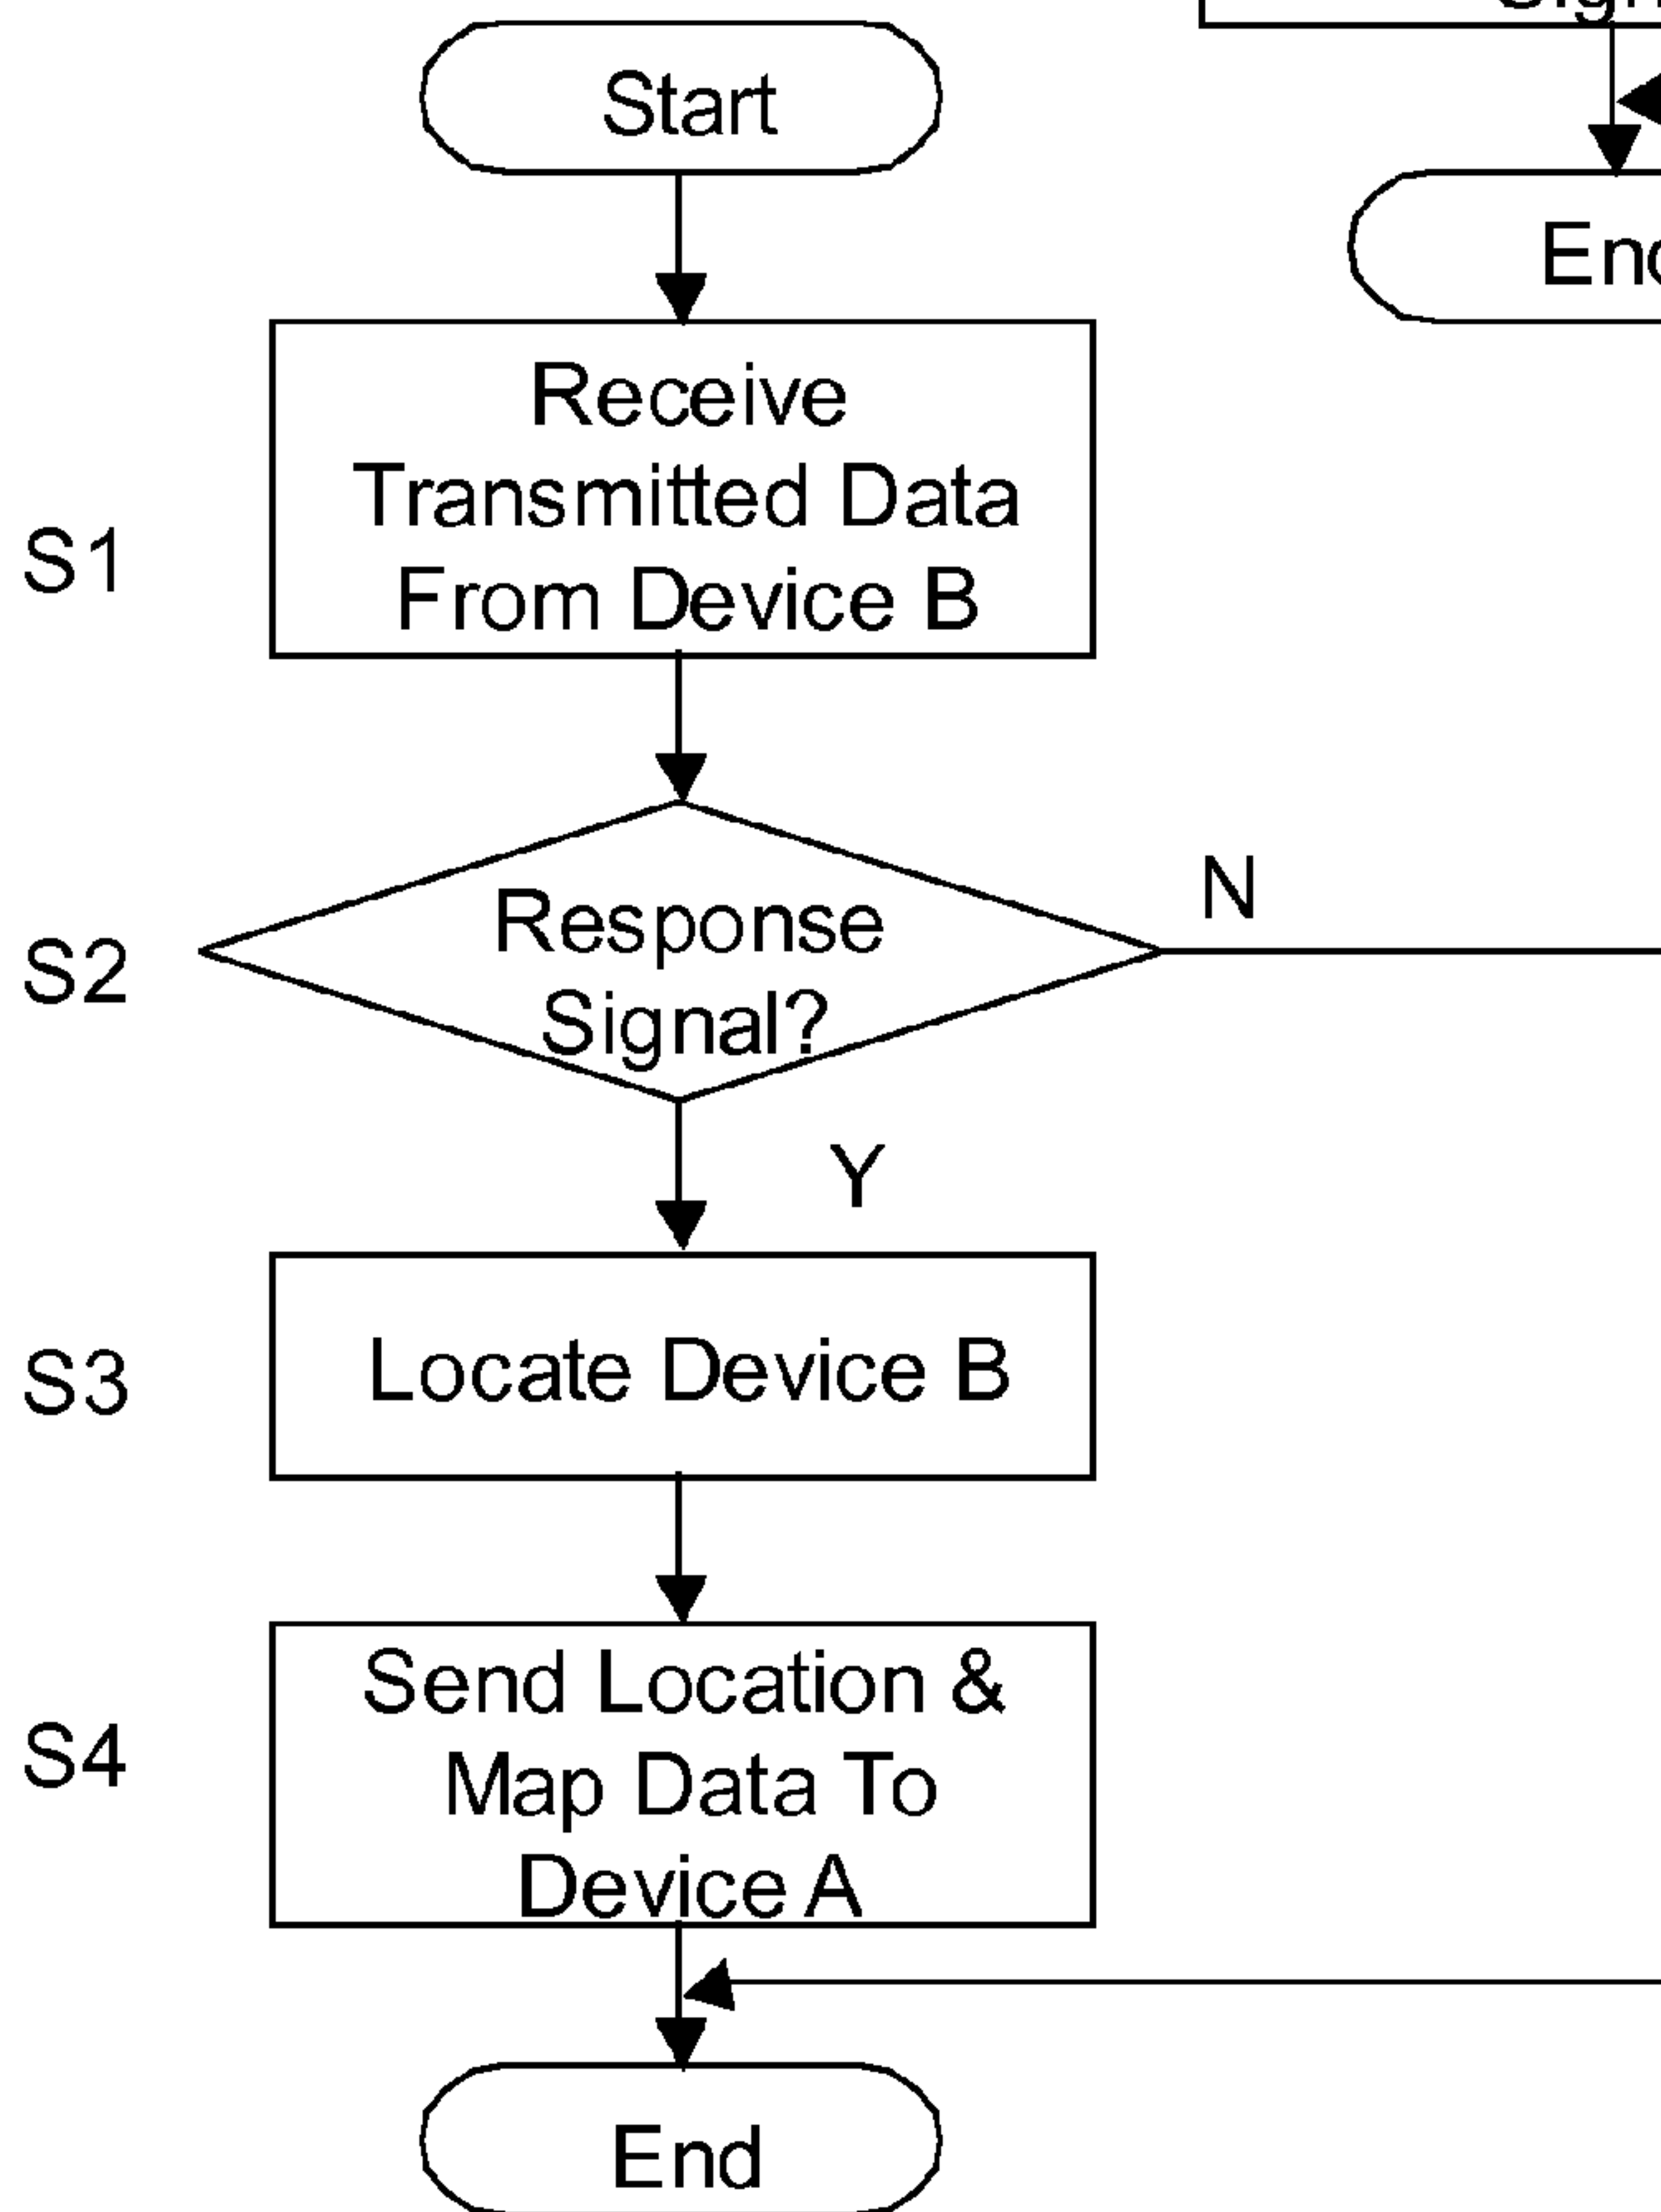 Start
Receive
Transmitted Data
From Device B
S1
Response
Signal?
S2
N
Y
Locate Device B
S3
Send Location &
Map Data To
Device A
S4
End